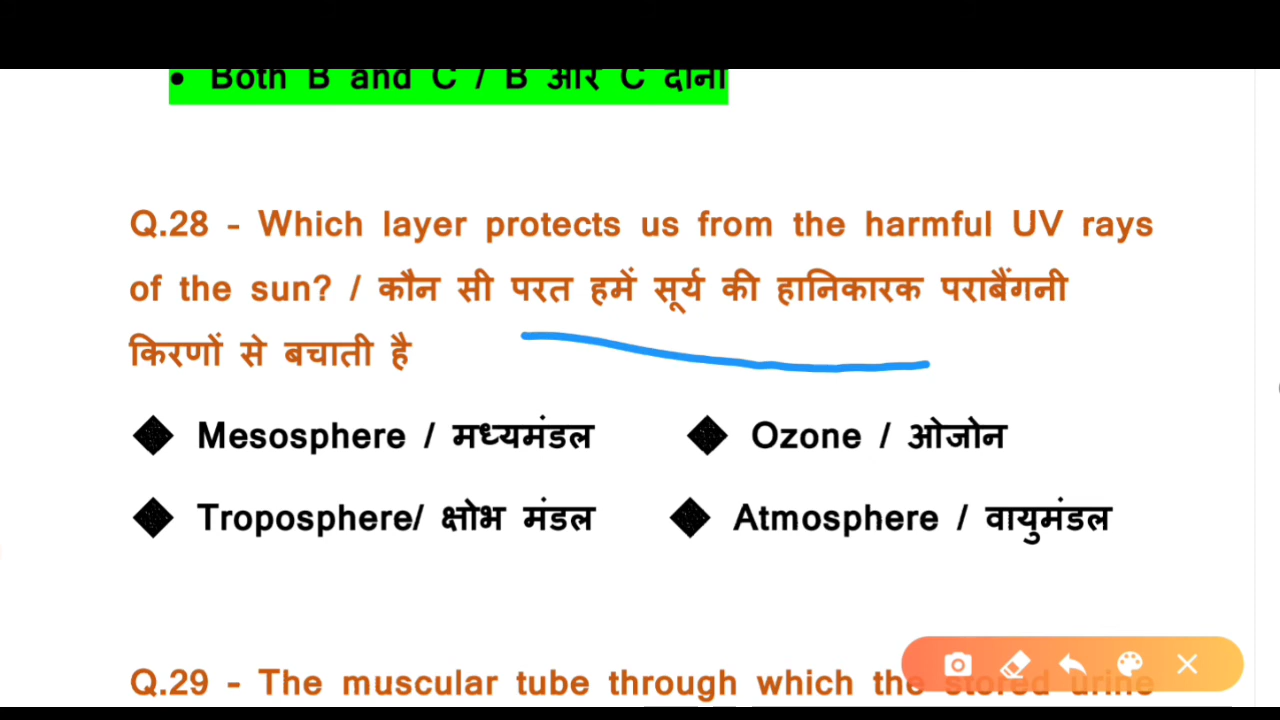 • Both B and C / B और C दोनों
Q.28 - Which layer protects us from the harmful UV rays
of the sun? / कौन सी परत हमें सूर्य की हानिकारक पराबैंगनी
किरणों से बचाती है
◆ Mesosphere / मध्यमंडल ◆ Ozone / ओजोन
◆ Troposphere/ क्षोभ मंडल ◆ Atmosphere / वायुमंडल
Q.29 - The muscular tube through which the stored urine